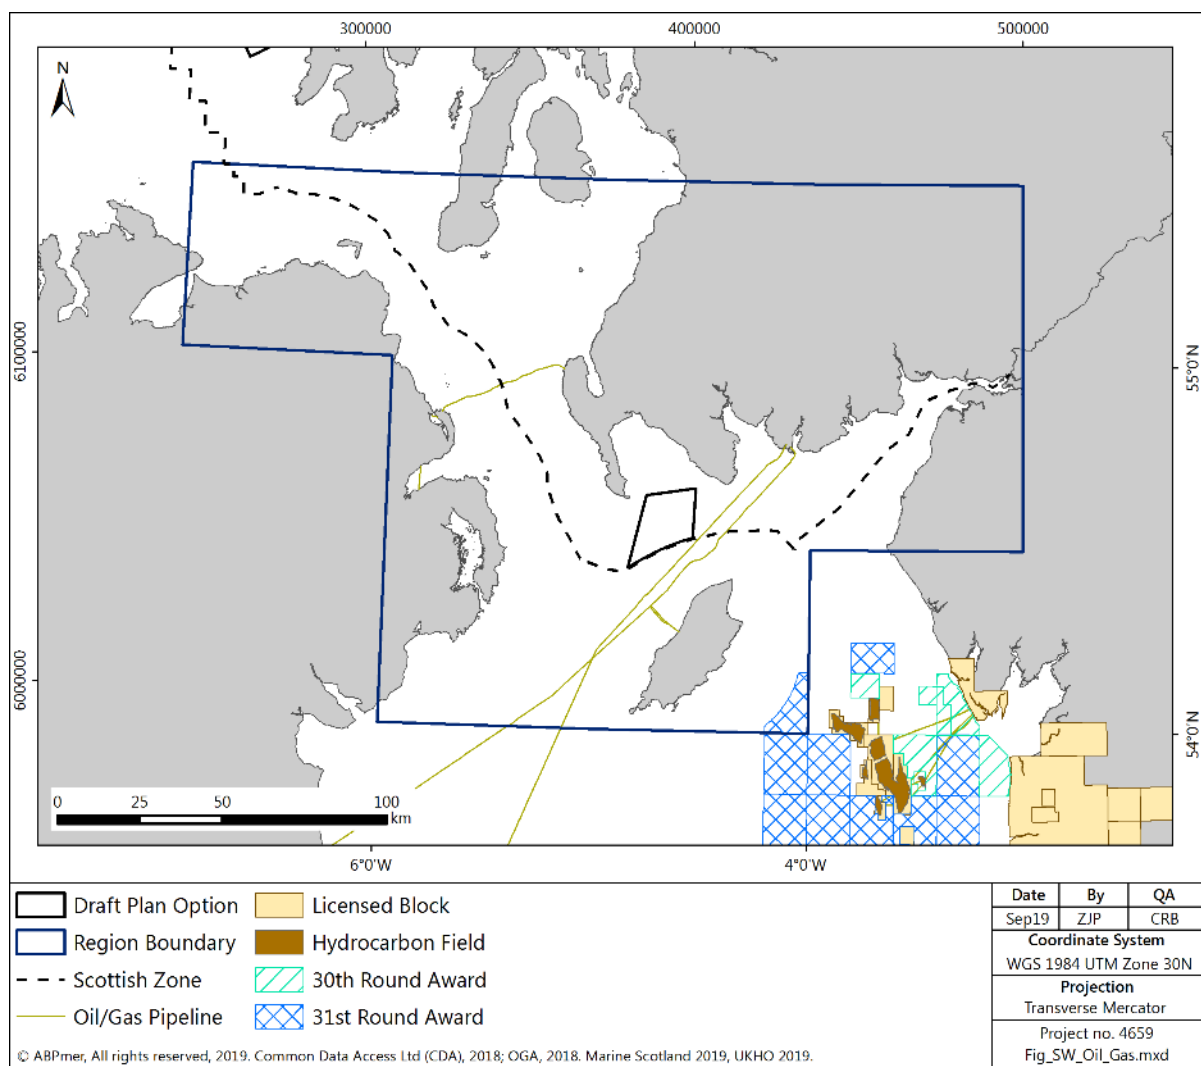 300000
400000
500000
N
6100000
55°0'N
6000000
54°0'N
0
25
50
100
km
6°0'W
4°0'W
Draft Plan Option
Region Boundary
Scottish Zone
Oil/Gas Pipeline
Licensed Block
Hydrocarbon Field
30th Round Award
31st Round Award
Date By QA
Sep19 ZJP CRB
Coordinate System
WGS 1984 UTM Zone 30N
Projection
Transverse Mercator
Project no. 4659
Fig_SW_Oil_Gas.mxd
© ABPmer, All rights reserved, 2019. Common Data Access Ltd (CDA), 2018; OGA, 2018. Marine Scotland 2019, UKHO 2019.